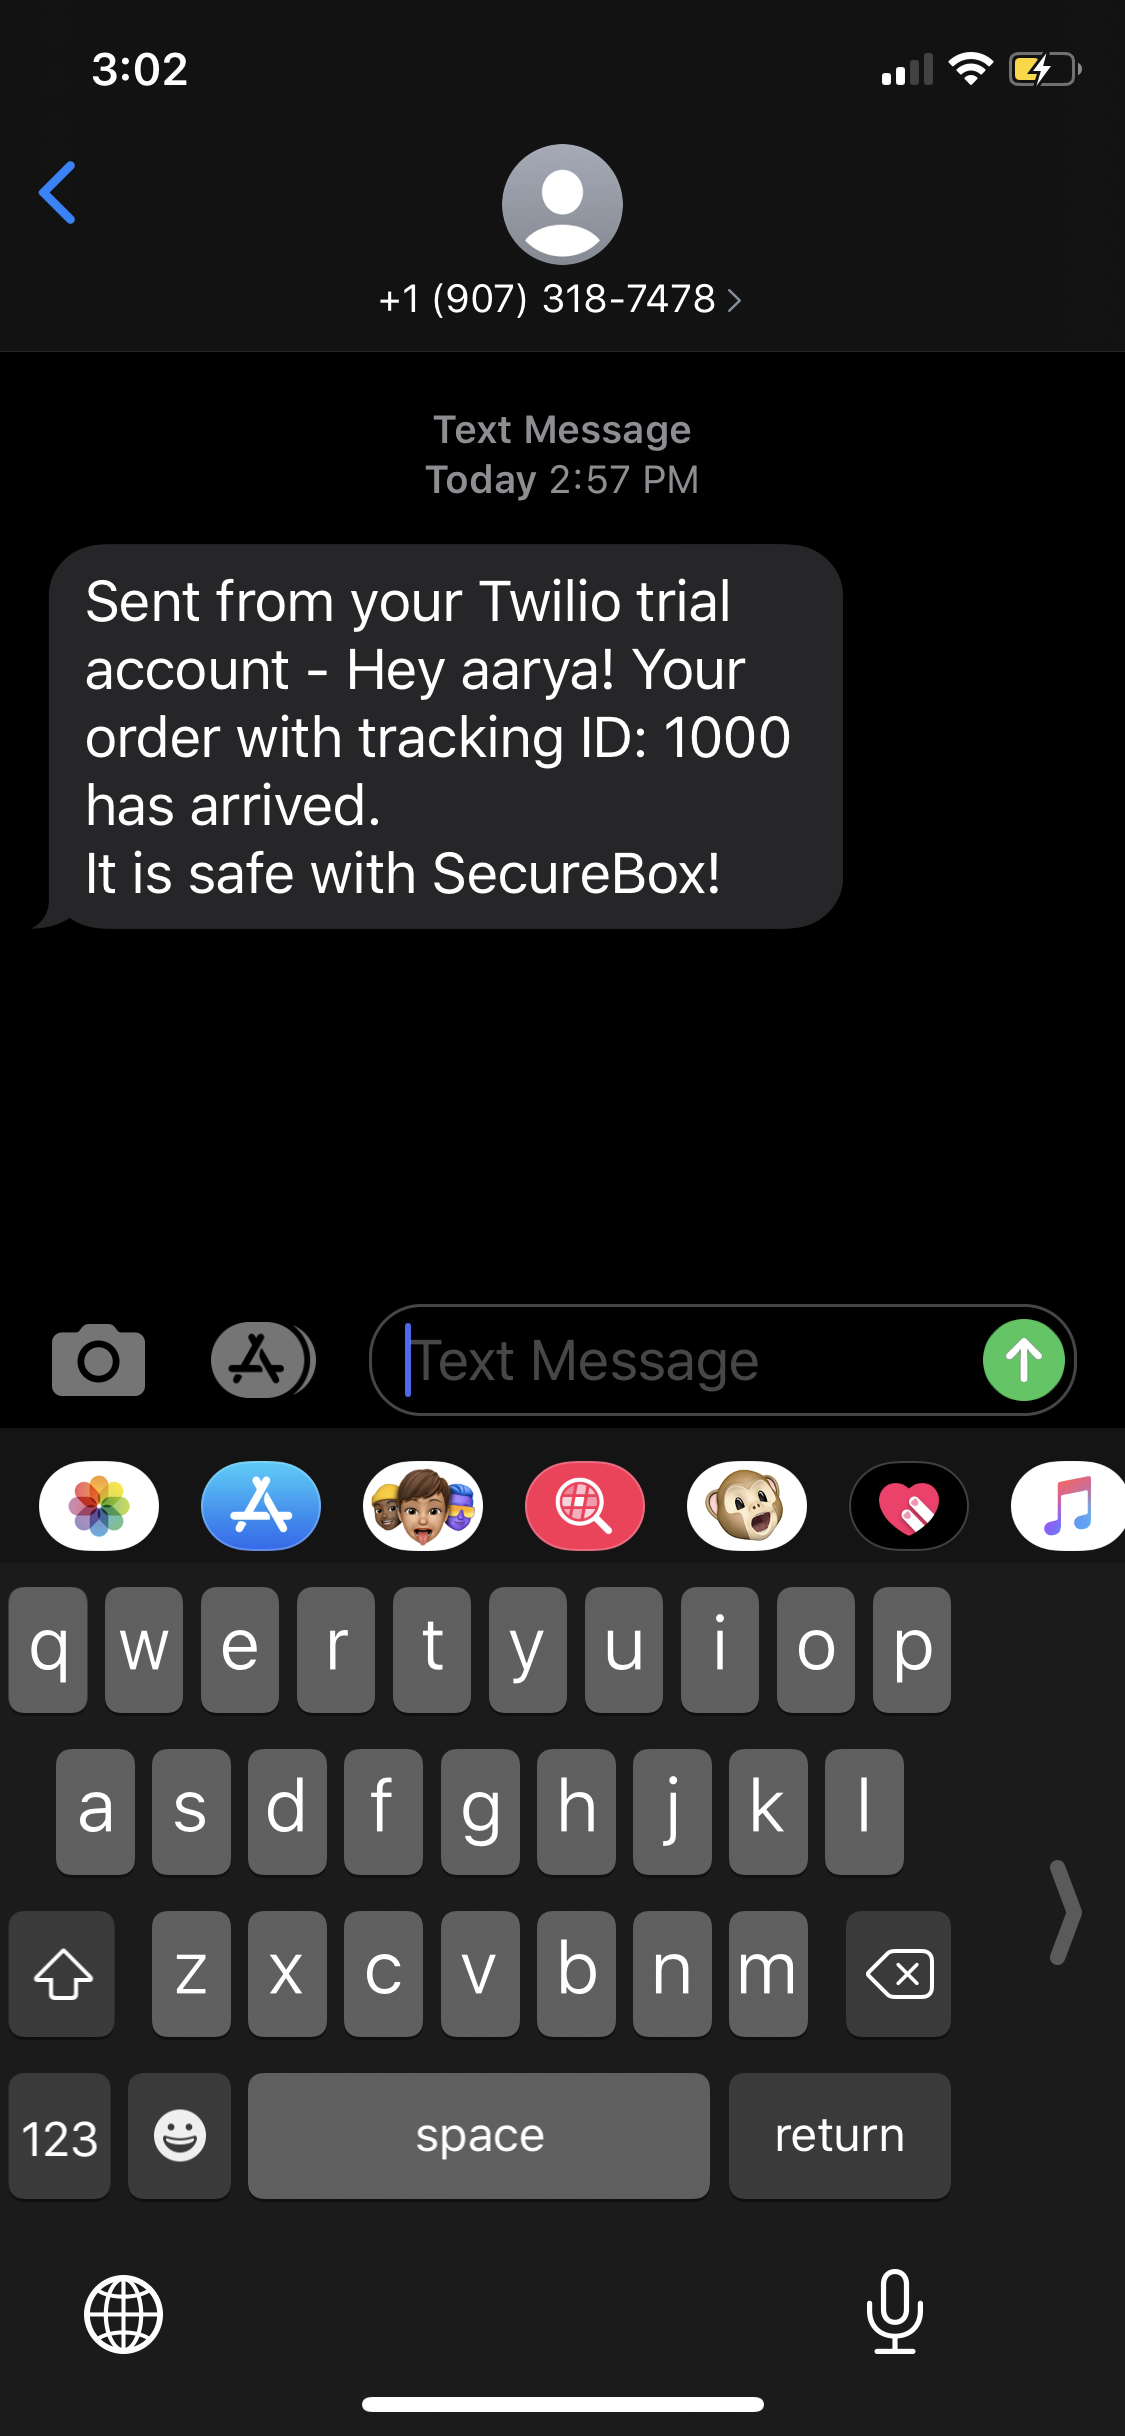 3:02
+1 (907) 318-7478
Text Message
Today 2:57 PM
Sent from your Twilio trial
account - Hey aarya! Your
order with tracking ID: 1000
has arrived.
It is safe with SecureBox!
Text Message
q w e r t y u i o p
a s d f g h j k l
z x c v b n m
123 space return